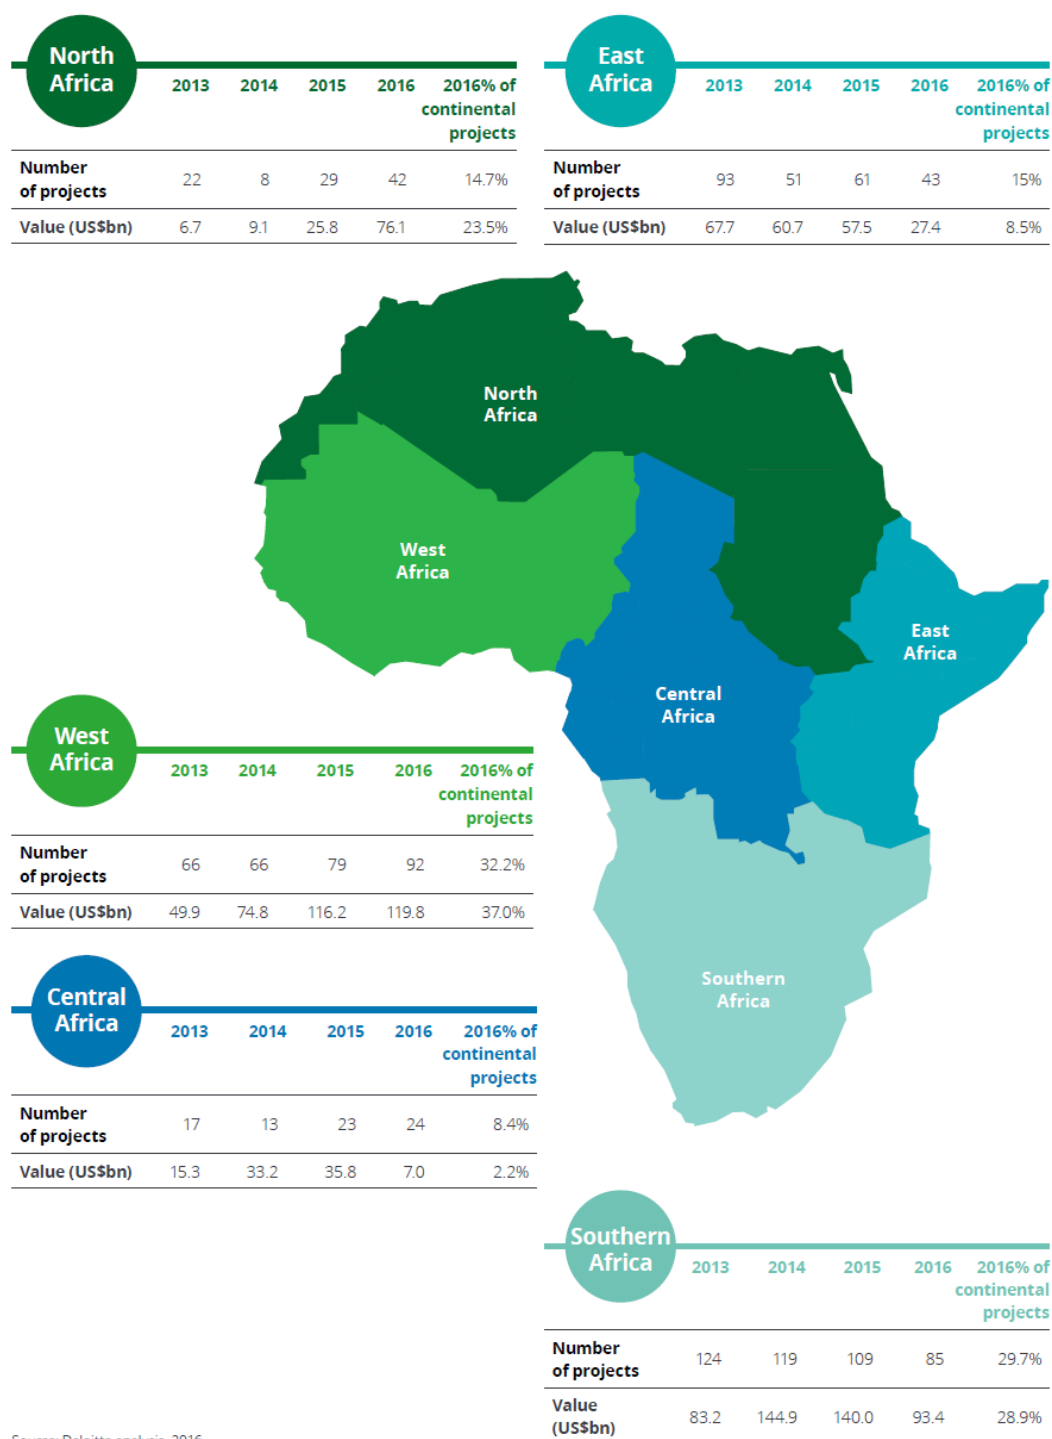 North
Africa
2013 2014 2015 2016 2016% of
continental
projects
Number
of projects 22 8 29 42 14.7%
Value (US$bn) 6.7 9.1 25.8 76.1 23.5%
East
Africa
2013 2014 2015 2016 2016% of
continental
projects
Number
of projects 93 51 61 43 15%
Value (US$bn) 67.7 60.7 57.5 27.4 8.5%
North
Africa
West
Africa
East
Africa
Central
Africa
Southern
Africa
West
Africa
2013 2014 2015 2016 2016% of
continental
projects
Number
of projects 66 66 79 92 32.2%
Value (US$bn) 49.9 74.8 116.2 119.8 37.0%
Central
Africa
2013 2014 2015 2016 2016% of
continental
projects
Number
of projects 17 13 23 24 8.4%
Value (US$bn) 15.3 33.2 35.8 7.0 2.2%
Southern
Africa
2013 2014 2015 2016 2016% of
continental
projects
Number
of projects 124 119 109 85 29.7%
Value
(US$bn) 83.2 144.9 140.0 93.4 28.9%
Source: Deloitte analysis, 2016